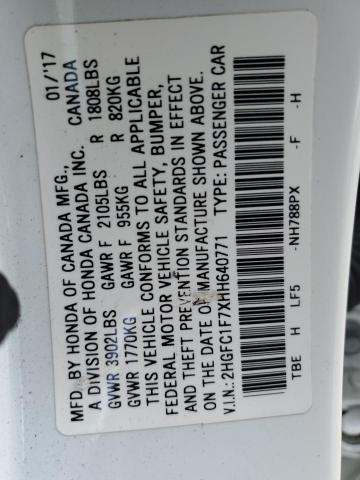 MFD. BY HONDA OF CANADA MFG., 01/'17
A DIVISION OF HONDA CANADA INC. CANADA
GVWR 3902LBS GAWR F 2105LBS R 1808LBS
GVWR 1770KG GAWR F 955KG R 820KG
THIS VEHICLE CONFORMS TO ALL APPLICABLE
FEDERAL MOTOR VEHICLE SAFETY, BUMPER,
AND THEFT PREVENTION STANDARDS IN EFFECT
ON THE DATE OF MANUFACTURE SHOWN ABOVE.
V.I.N.: 2HGFC1F7XHH640771 TYPE: PASSENGER CAR
TBE H LF5 -NH788PX -F -H